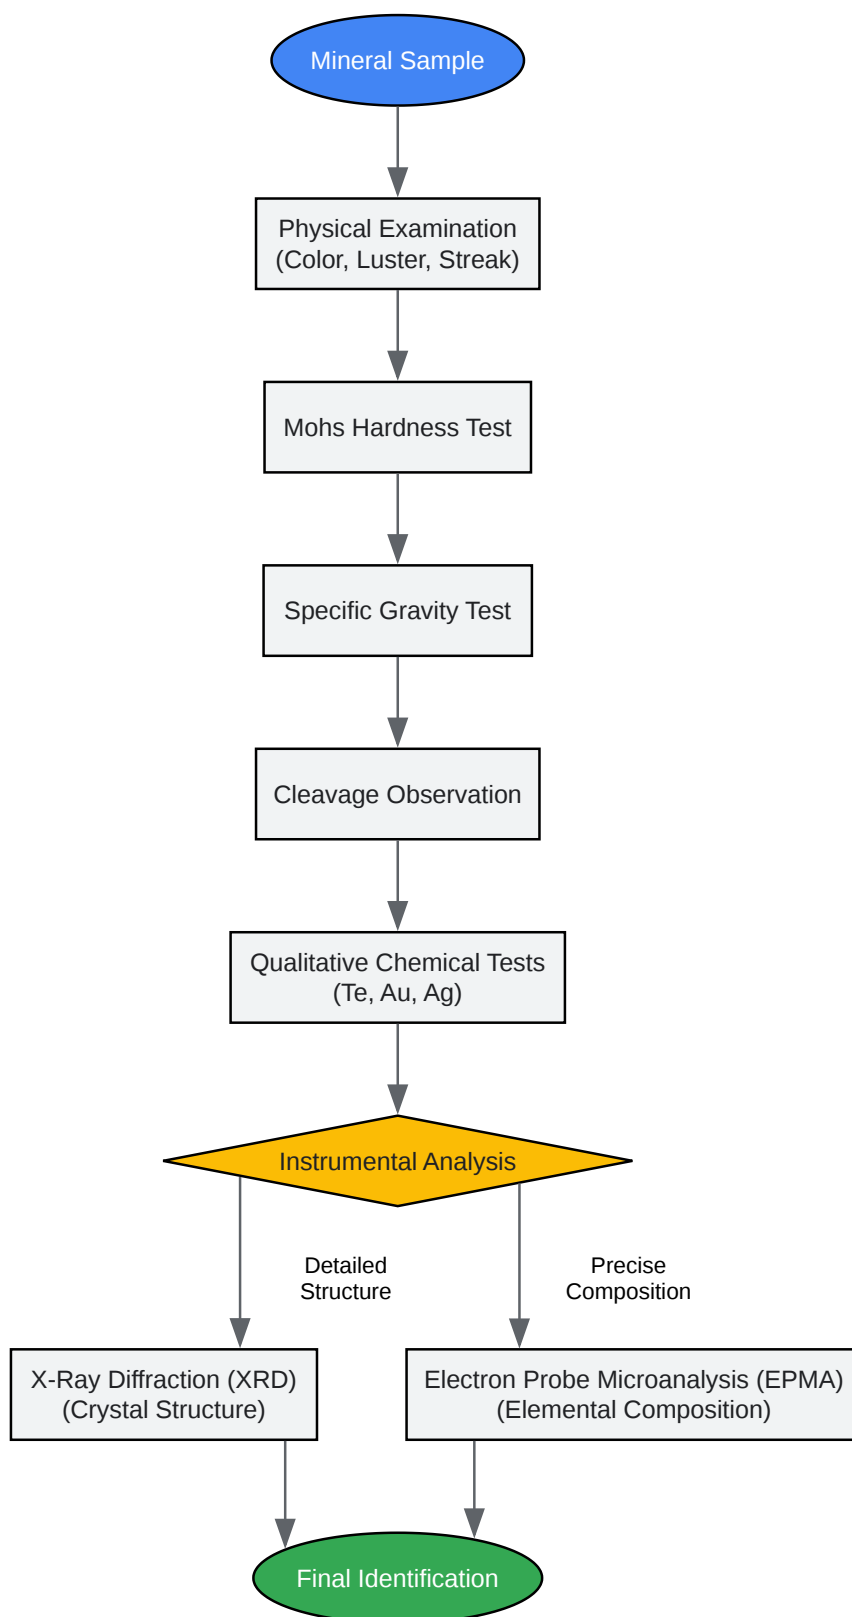 Mineral Sample
Physical Examination
(Color, Luster, Streak)
Mohs Hardness Test
Specific Gravity Test
Cleavage Observation
Qualitative Chemical Tests
(Te, Au, Ag)
Instrumental Analysis
Detailed
Structure
Precise
Composition
X-Ray Diffraction (XRD)
(Crystal Structure)
Electron Probe Microanalysis (EPMA)
(Elemental Composition)
Final Identification